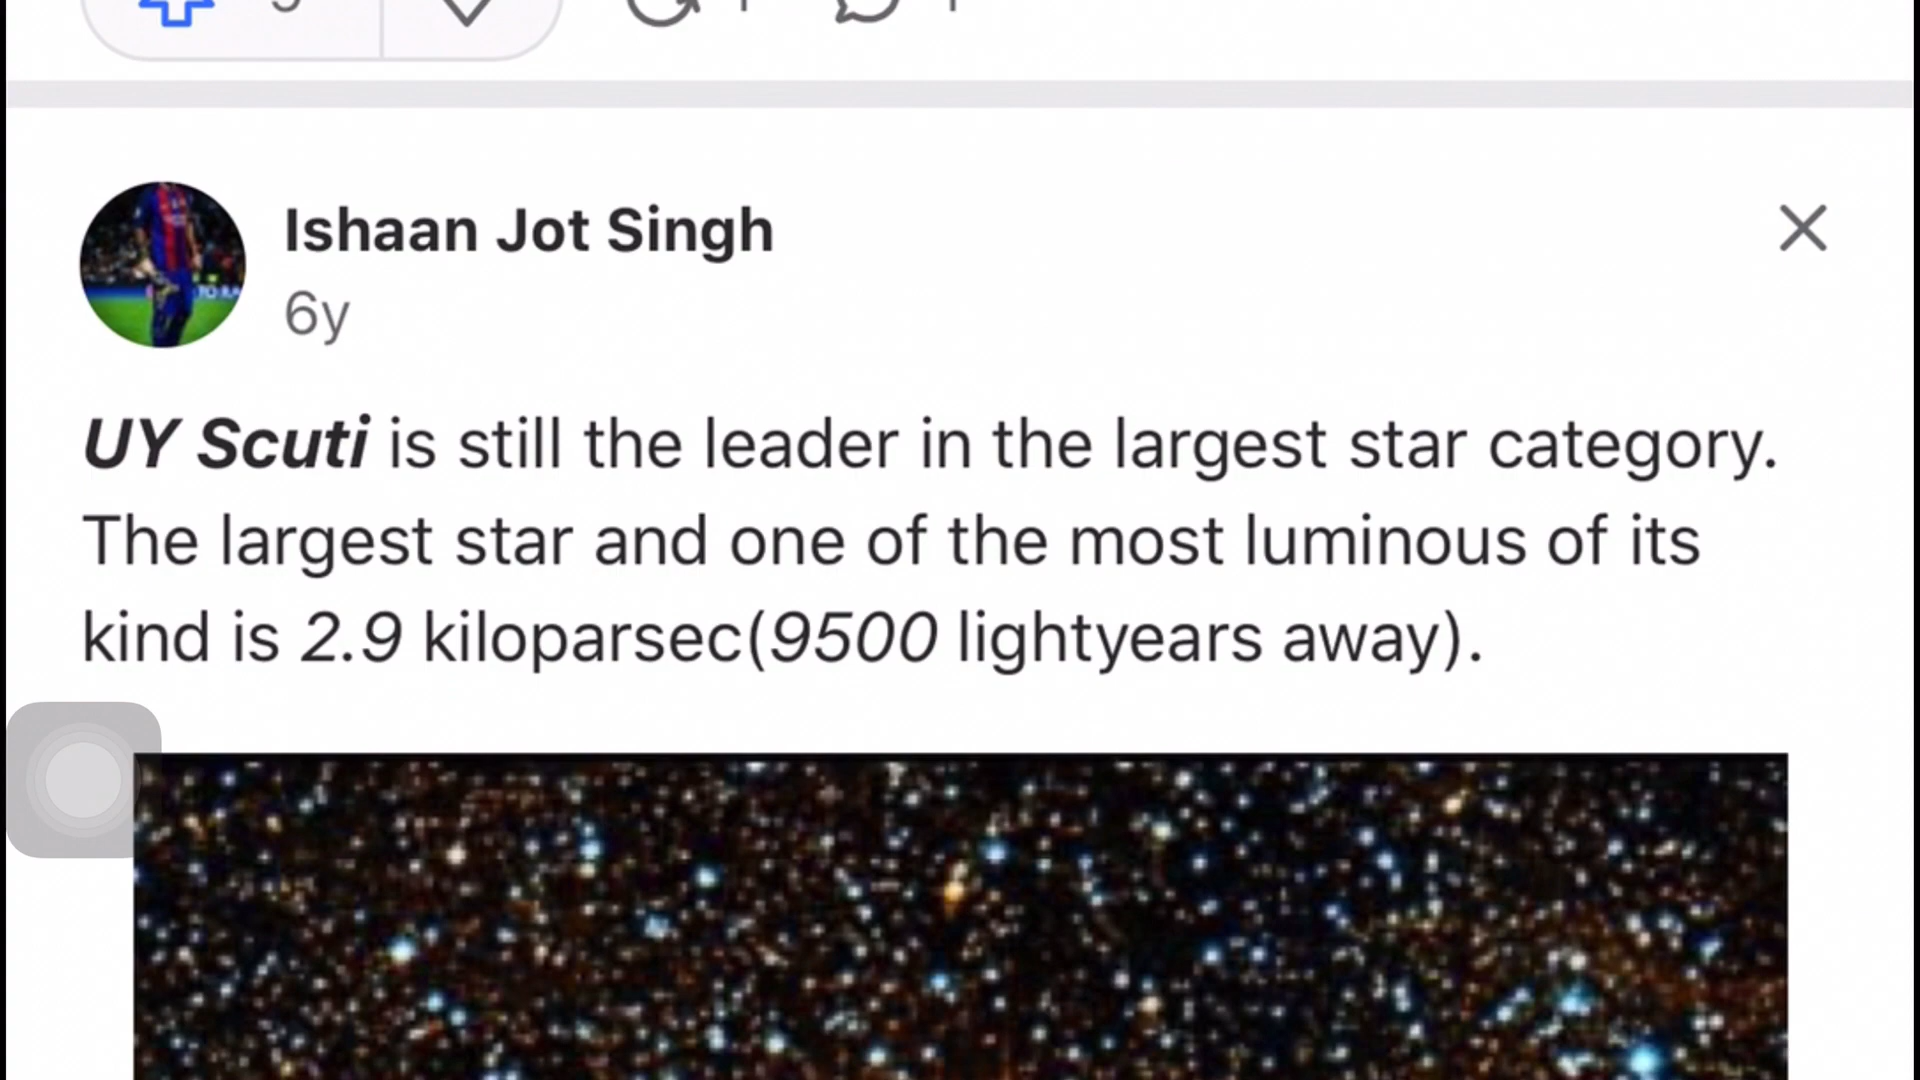 Ishaan Jot Singh
6y
UY Scuti is still the leader in the largest star category.
The largest star and one of the most luminous of its
kind is 2.9 kiloparsec(9500 lightyears away).